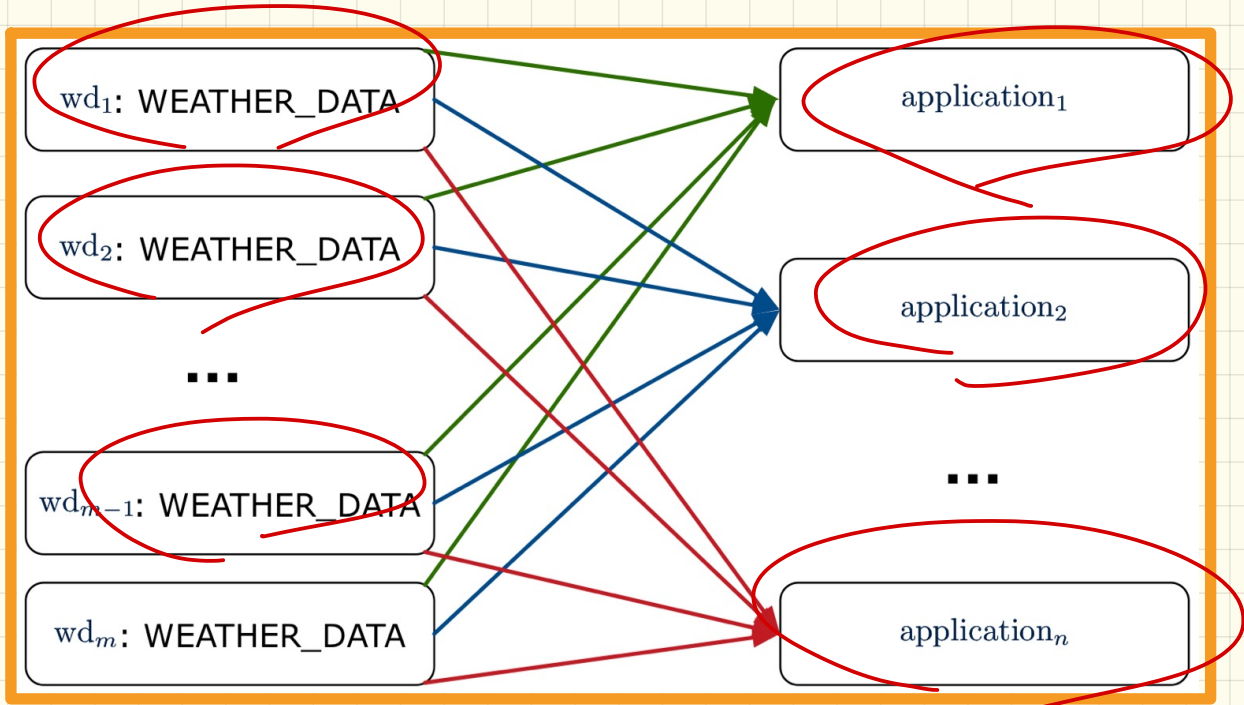 wd₁: WEATHER_DATA
wd₂: WEATHER_DATA
...
wdₘ₋₁: WEATHER_DATA
wdₘ: WEATHER_DATA
application₁
application₂
...
applicationₙ